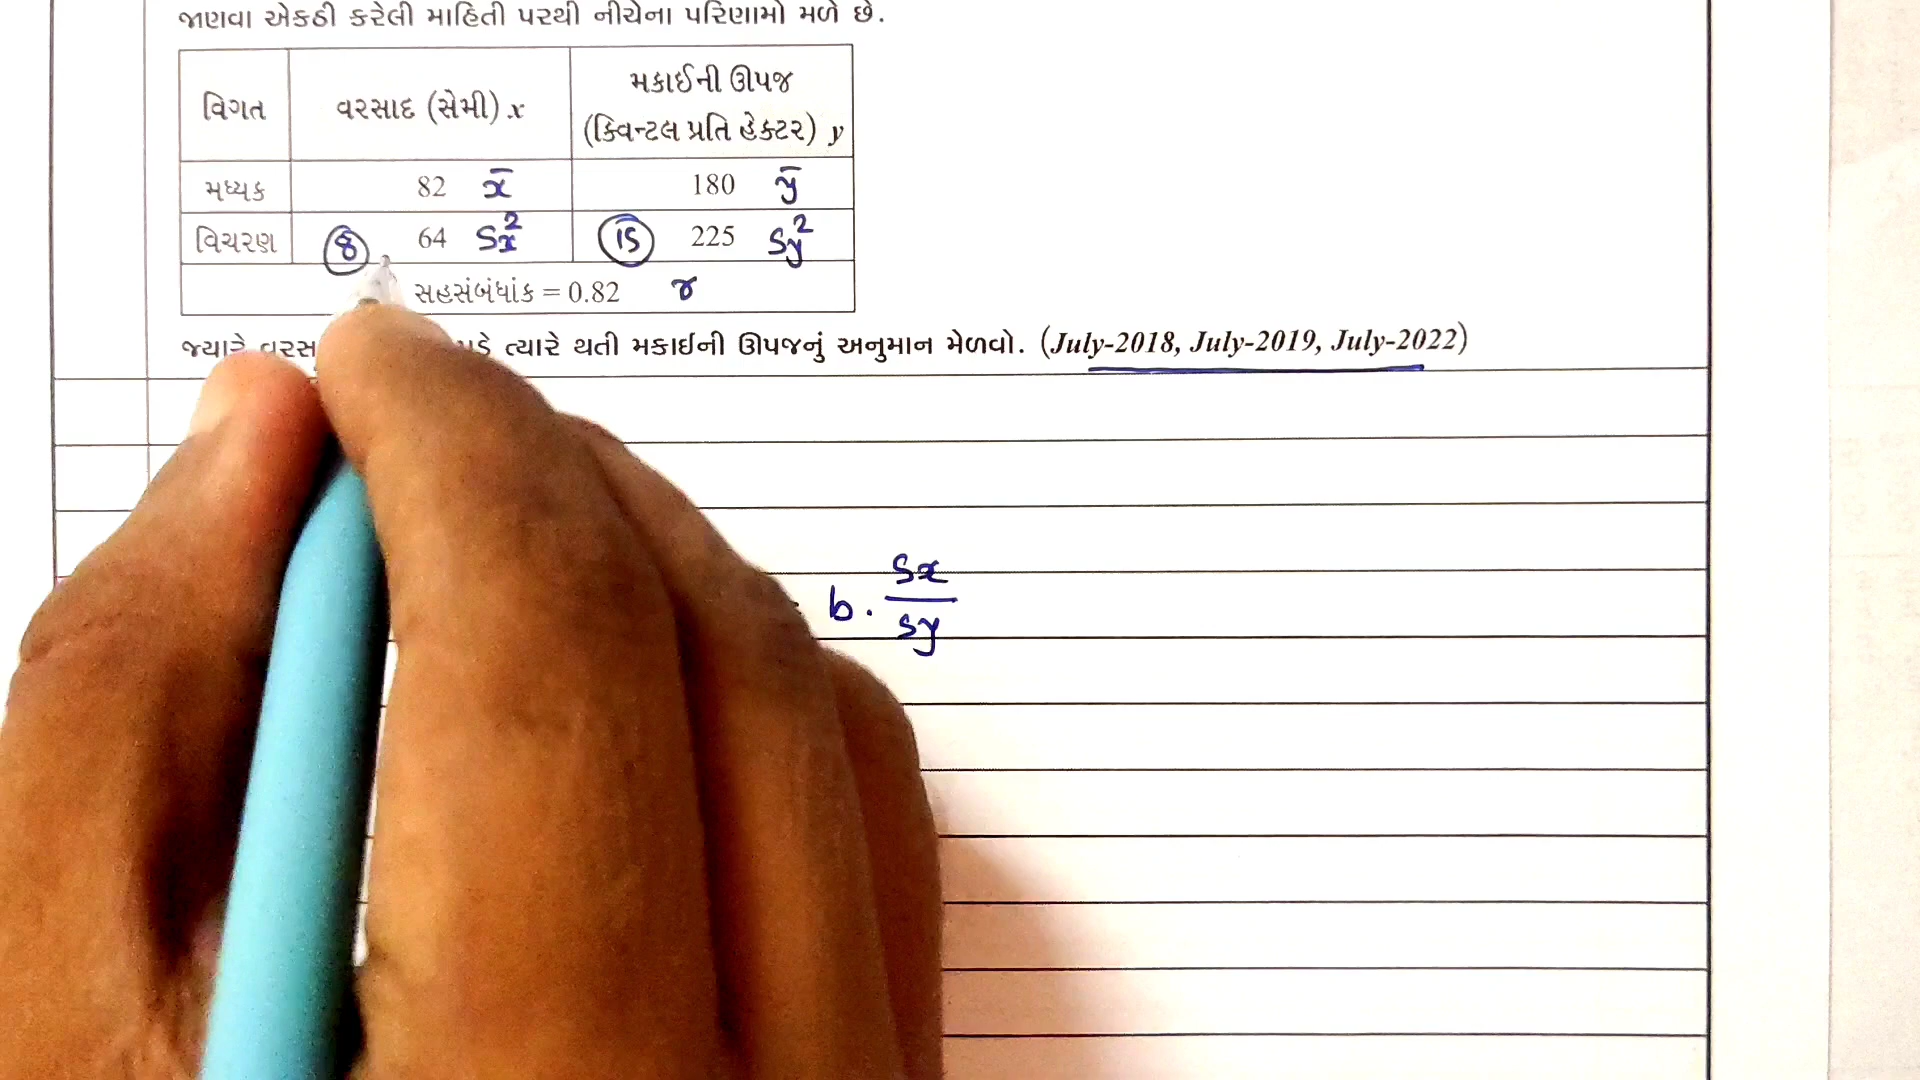 જાણવા એકઠી કરેલી માહિતી પરથી નીચેના પરિણામો મળે છે.
વિગત વરસાદ (સેમી) x મકાઈની ઊપજ (ક્વિન્ટલ પ્રતિ હેક્ટર) y
મધ્યક 82 x̄ 180 ȳ
વિચરણ 8 64 Sx² 15 225 Sy²
સહસંબંધાંક = 0.82 r
જ્યારે ત્યારે થતી મકાઈની ઊપજનું અનુમાન મેળવો. (July-2018, July-2019, July-2022)
b. Sx/Sy